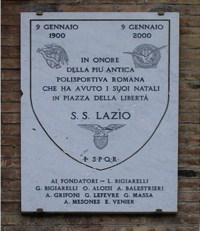 9 GENNAIO 9 GENNAIO
1900 2000
IN ONORE
DELLA PIÙ ANTICA
POLISPORTIVA ROMANA
CHE HA AVUTO I SUOI NATALI
IN PIAZZA DELLA LIBERTÀ
S. S. LAZIO
S·P·Q·R
AI FONDATORI — L. BIGIARELLI
G. BIGIARELLI O. ALOISI A. BALESTRIERI
A. GRIFONI G. LEFEVRE G. MASSA
A. MESONES E. VENIER